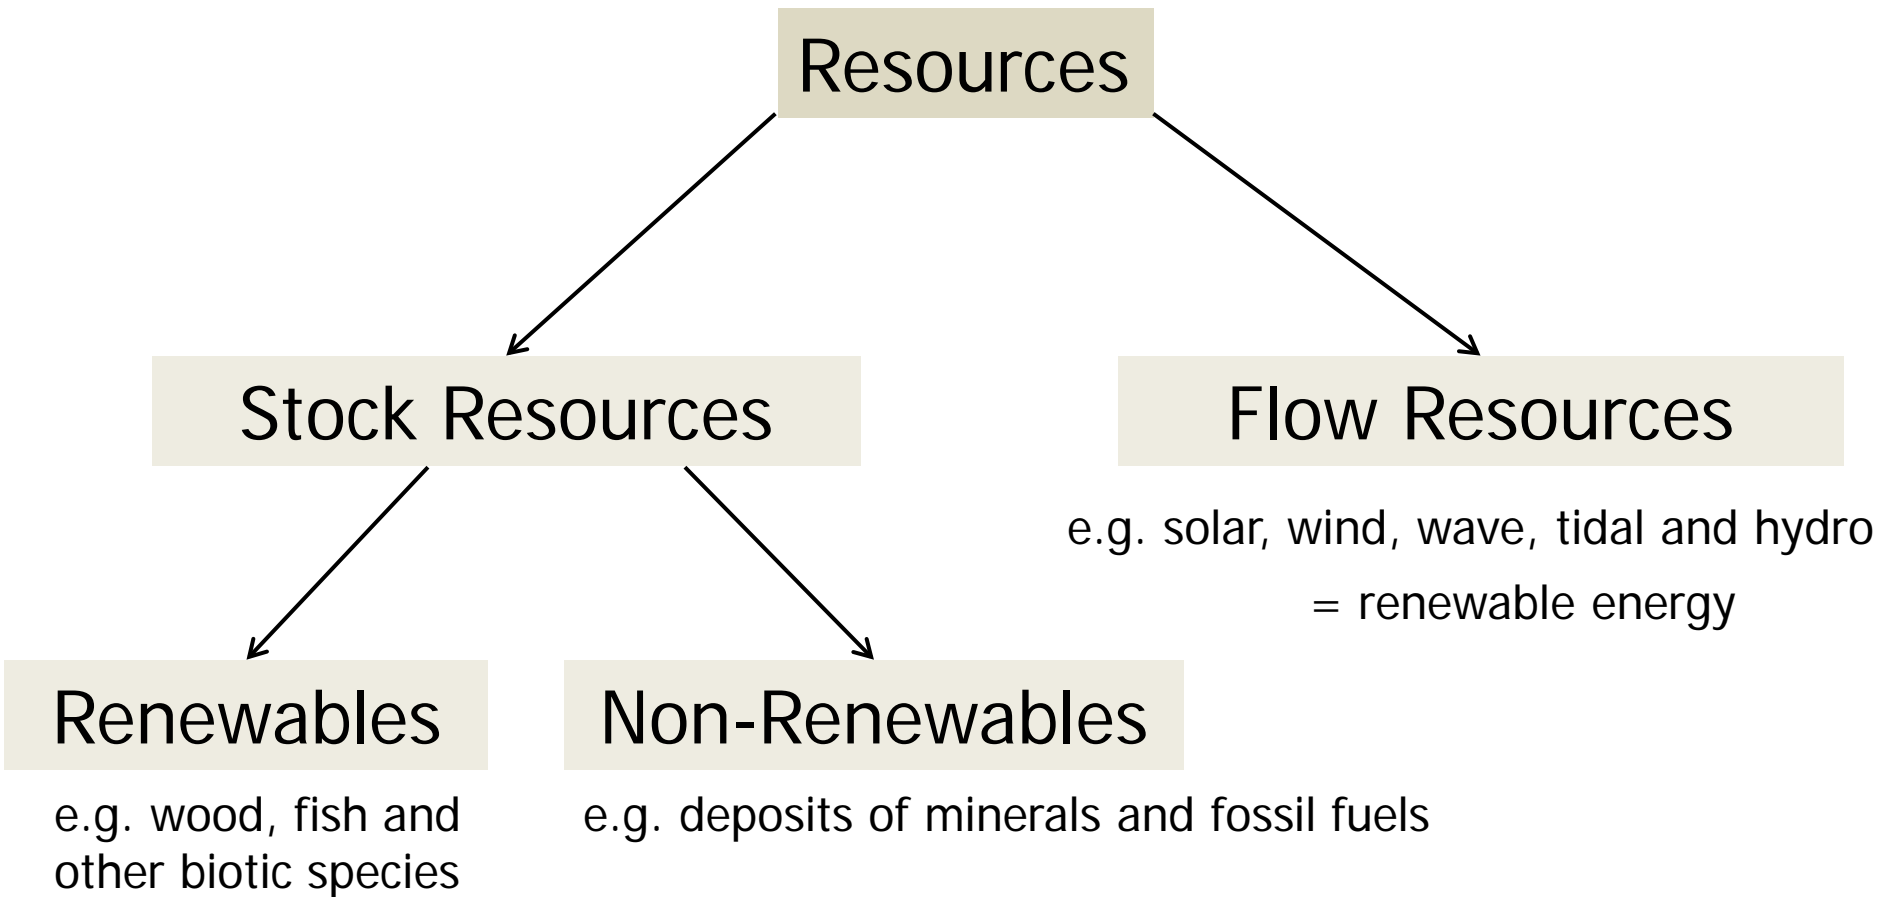 Resources
Stock Resources
Flow Resources
e.g. solar, wind, wave, tidal and hydro
= renewable energy
Renewables
Non-Renewables
e.g. wood, fish and
other biotic species
e.g. deposits of minerals and fossil fuels